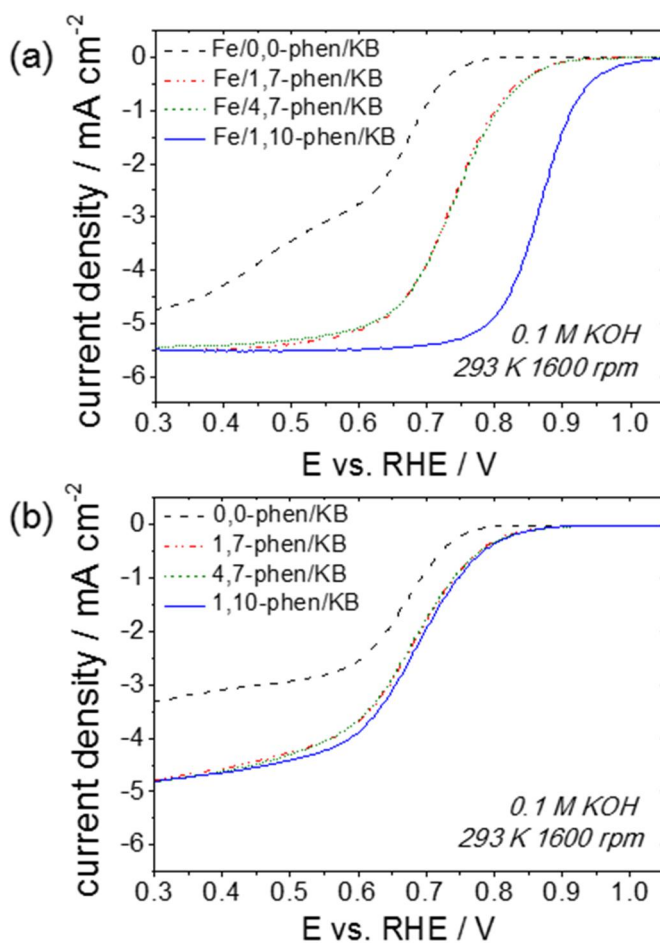 (a)
Fe/0,0-phen/KB
Fe/1,7-phen/KB
Fe/4,7-phen/KB
Fe/1,10-phen/KB
0.1 M KOH
293 K 1600 rpm
current density / mA cm⁻²
0
-1
-2
-3
-4
-5
-6
0.3 0.4 0.5 0.6 0.7 0.8 0.9 1.0
E vs. RHE / V
(b)
0,0-phen/KB
1,7-phen/KB
4,7-phen/KB
1,10-phen/KB
0.1 M KOH
293 K 1600 rpm
current density / mA cm⁻²
0
-1
-2
-3
-4
-5
-6
0.3 0.4 0.5 0.6 0.7 0.8 0.9 1.0
E vs. RHE / V